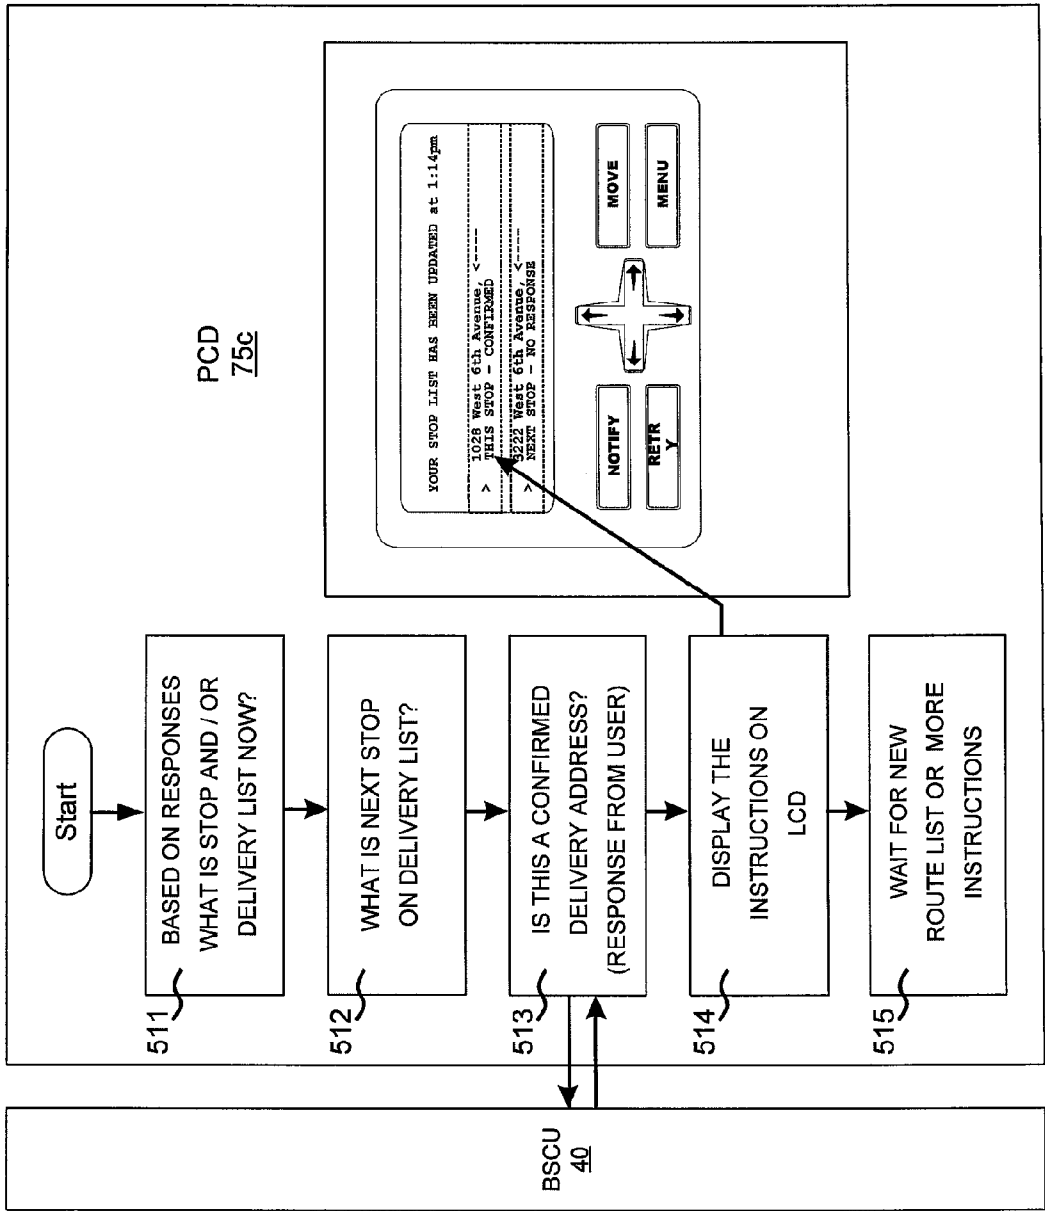 Start
511
BASED ON RESPONSES
WHAT IS STOP AND / OR
DELIVERY LIST NOW?
512
WHAT IS NEXT STOP
ON DELIVERY LIST?
513
IS THIS A CONFIRMED
DELIVERY ADDRESS?
(RESPONSE FROM USER)
514
DISPLAY THE
INSTRUCTIONS ON
LCD
515
WAIT FOR NEW
ROUTE LIST OR MORE
INSTRUCTIONS
BSCU
40
PCD
75c
YOUR STOP LIST HAS BEEN UPDATED at 1:14pm
> 1028 West 6th Avenue, <----
THIS STOP - CONFIRMED
> 3222 West 6th Avenue, <----
NEXT STOP - NO RESPONSE
NOTIFY
RETR
Y
MOVE
MENU